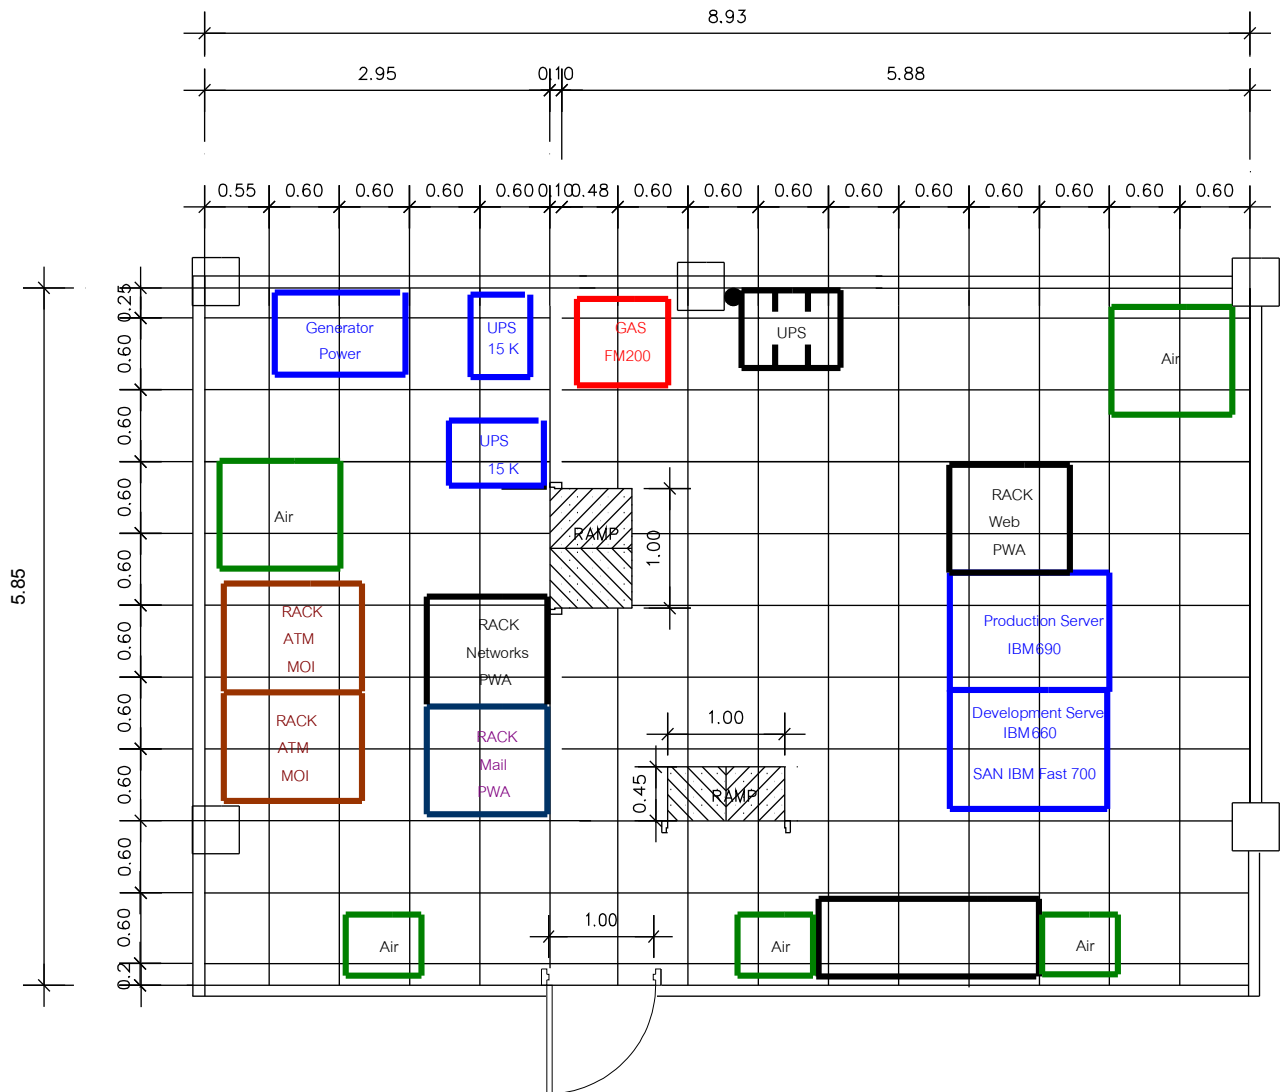 8.93
2.95 0.10 5.88
0.55 0.60 0.60 0.60 0.60 0.10 0.48 0.60 0.60 0.60 0.60 0.60 0.60 0.60 0.60
5.85
0.25
0.60
0.60
0.60
0.60
0.60
0.60
0.60
0.60
0.60
0.2
Generator
Power
UPS
15 K
GAS
FM200
UPS
Air
UPS
15 K
Air
RAMP
1.00
RACK
Web
PWA
RACK
ATM
MOI
RACK
Networks
PWA
Production Server
IBM690
RACK
ATM
MOI
RACK
Mail
PWA
1.00
0.45
RAMP
Development Serve
IBM660
SAN IBM Fast 700
Air
1.00
Air
Air